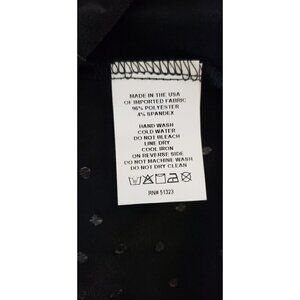 MADE IN THE USA
OF IMPORTED FABRIC
96% POLYESTER
4% SPANDEX
HAND WASH
COLD WATER
DO NOT BLEACH
LINE DRY
COOL IRON
ON REVERSE SIDE
DO NOT MACHINE WASH
DO NOT DRY CLEAN
RN# 51323